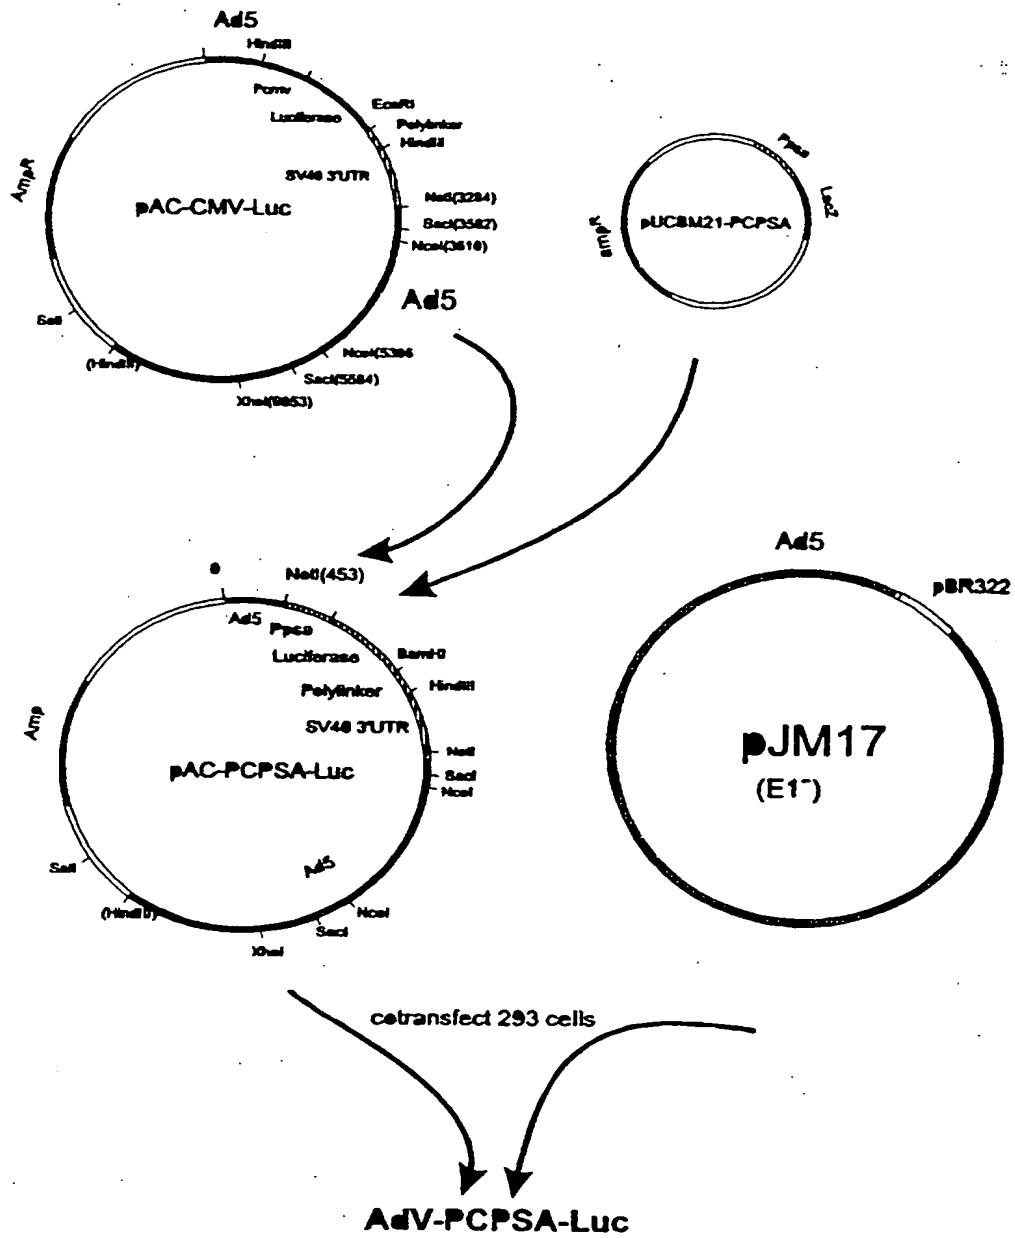 Ad5
HindIII
Pcmv
Luciferase
EcoRI
Polylinker
HindIII
SV40 3'UTR
AmpR
pAC-CMV-Luc
NotI(3284)
SacI(3562)
NcoI(3610)
Ad5
SalI
(HindIII)
NcoI(5386
SacI(5584)
XhoI(9853)
Ppsa
LacZ
pUCBM21-PCPSA
ampR
NotI(453)
Ad5
Ppsa
Luciferase
BamHI
Polylinker
HindIII
SV40 3'UTR
Amp
pAC-PCPSA-Luc
NotI
SacI
NcoI
Ad5
SalI
(HindIII)
NcoI
SacI
XhoI
Ad5
pBR322
pJM17
(E1⁻)
cotransfect 293 cells
AdV-PCPSA-Luc